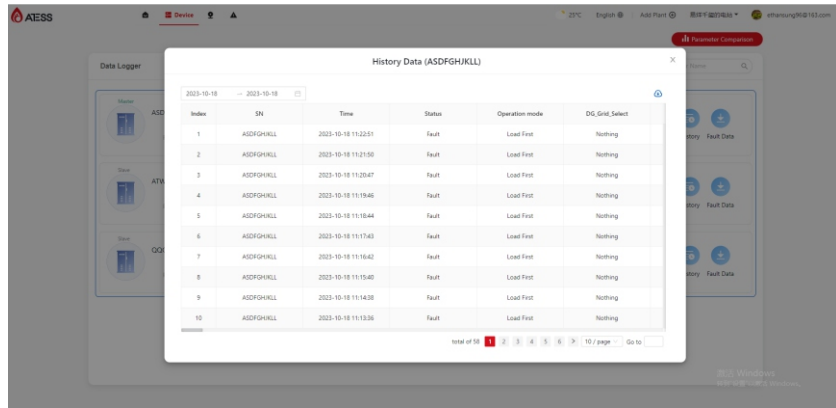 ATESS
Device
25°C English Add Plant ethansung96@163.com
Parameter Comparison
Data Logger
History Data (ASDFGHJKLL)
Name
2023-10-18 → 2023-10-18
Index SN Time Status Operation mode DG_Grid_Select
1 ASDFGHJKLL 2023-10-18 11:22:51 Fault Load First Nothing
2 ASDFGHJKLL 2023-10-18 11:21:50 Fault Load First Nothing
3 ASDFGHJKLL 2023-10-18 11:20:47 Fault Load First Nothing
4 ASDFGHJKLL 2023-10-18 11:19:46 Fault Load First Nothing
5 ASDFGHJKLL 2023-10-18 11:18:44 Fault Load First Nothing
6 ASDFGHJKLL 2023-10-18 11:17:43 Fault Load First Nothing
7 ASDFGHJKLL 2023-10-18 11:16:42 Fault Load First Nothing
8 ASDFGHJKLL 2023-10-18 11:15:40 Fault Load First Nothing
9 ASDFGHJKLL 2023-10-18 11:14:38 Fault Load First Nothing
10 ASDFGHJKLL 2023-10-18 11:13:36 Fault Load First Nothing
total of 58 1 2 3 4 5 6 > 10 / page Go to
Master
ASD
story Fault Data
Slave
ATW
story Fault Data
Slave
QQ
story Fault Data
激活 Windows